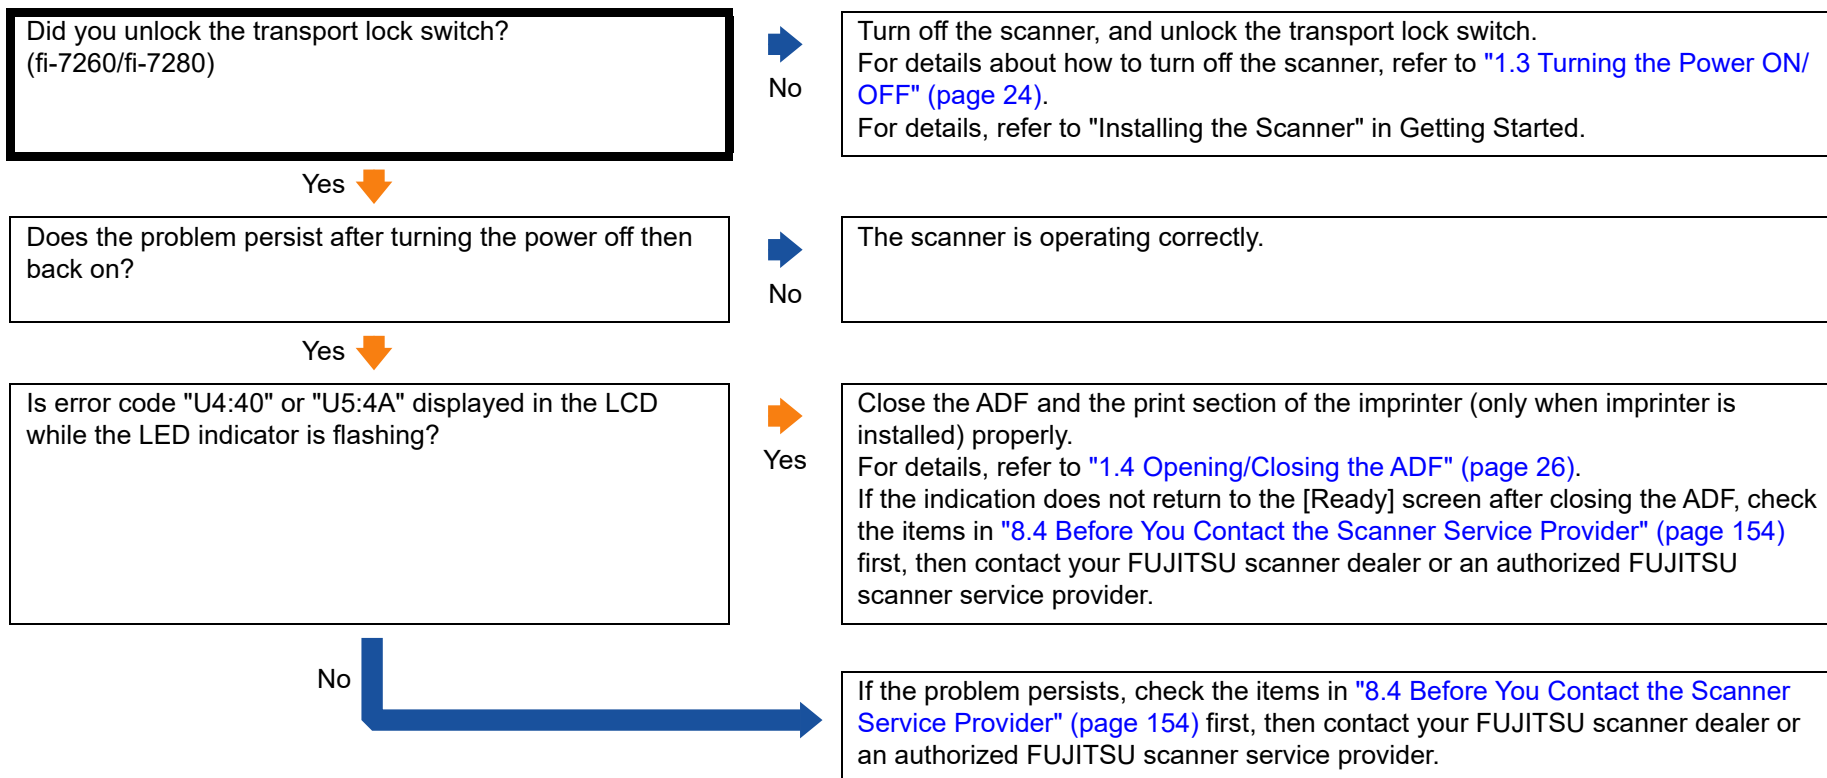 Did you unlock the transport lock switch?
(fi-7260/fi-7280)
No
Turn off the scanner, and unlock the transport lock switch.
For details about how to turn off the scanner, refer to "1.3 Turning the Power ON/
OFF" (page 24).
For details, refer to "Installing the Scanner" in Getting Started.
Yes
Does the problem persist after turning the power off then
back on?
No
The scanner is operating correctly.
Yes
Is error code "U4:40" or "U5:4A" displayed in the LCD
while the LED indicator is flashing?
Yes
Close the ADF and the print section of the imprinter (only when imprinter is
installed) properly.
For details, refer to "1.4 Opening/Closing the ADF" (page 26).
If the indication does not return to the [Ready] screen after closing the ADF, check
the items in "8.4 Before You Contact the Scanner Service Provider" (page 154)
first, then contact your FUJITSU scanner dealer or an authorized FUJITSU
scanner service provider.
No
If the problem persists, check the items in "8.4 Before You Contact the Scanner
Service Provider" (page 154) first, then contact your FUJITSU scanner dealer or
an authorized FUJITSU scanner service provider.